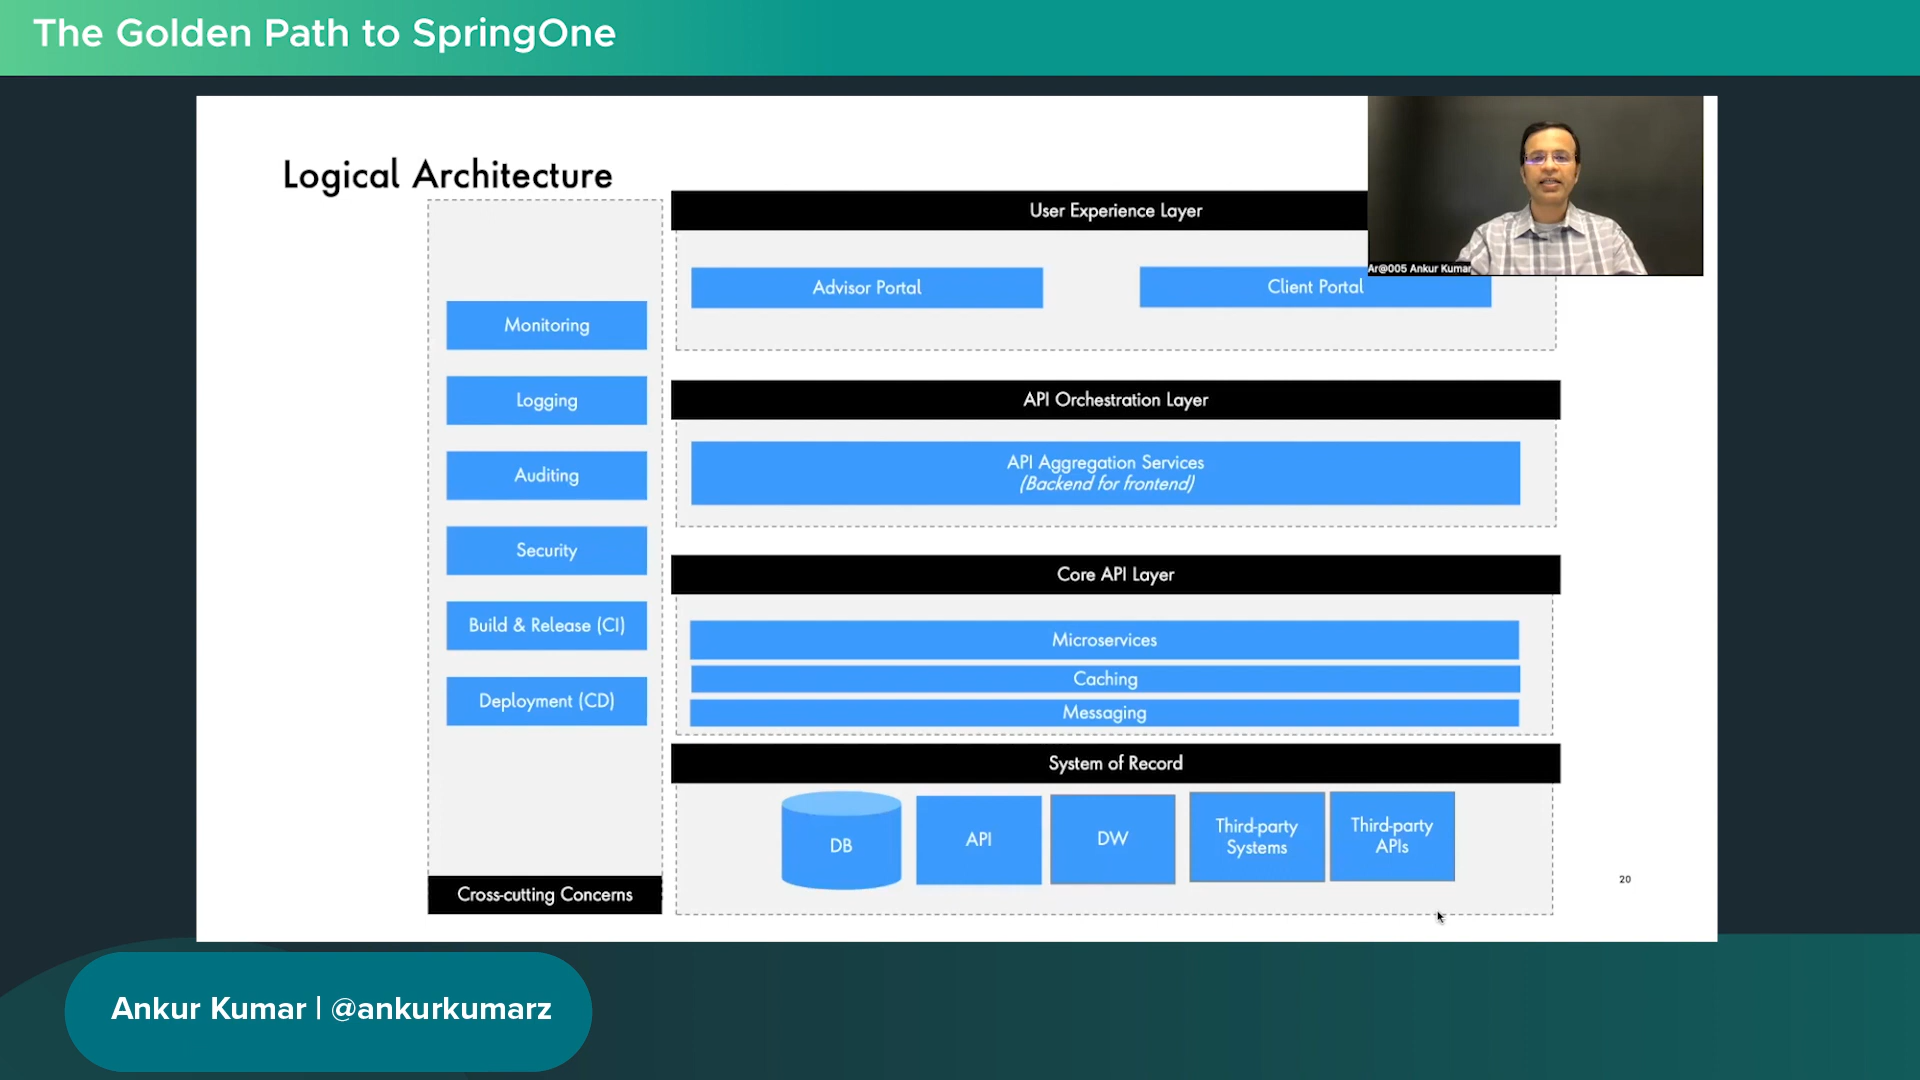 The Golden Path to SpringOne
Logical Architecture
User Experience Layer
Advisor Portal
Client Portal
Ar@005 Ankur Kumar
Monitoring
Logging
Auditing
Security
Build & Release (CI)
Deployment (CD)
Cross-cutting Concerns
API Orchestration Layer
API Aggregation Services
(Backend for frontend)
Core API Layer
Microservices
Caching
Messaging
System of Record
DB
API
DW
Third-party
Systems
Third-party
APIs
20
Ankur Kumar | @ankurkumarz